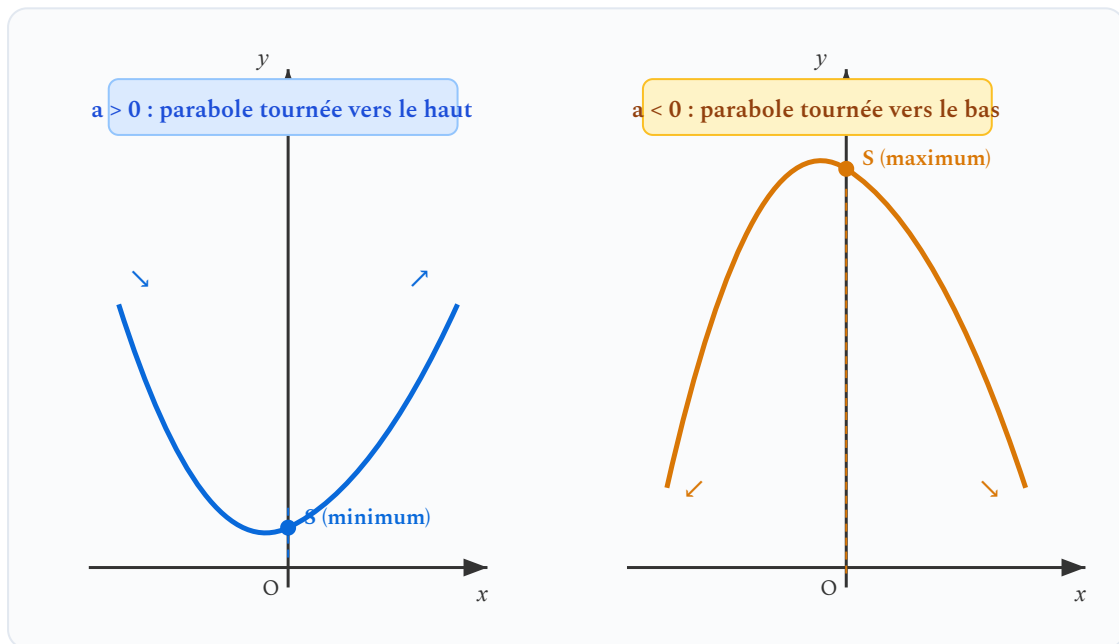 y
a > 0 : parabole tournée vers le haut
↘
↗
S (minimum)
O
x
y
a < 0 : parabole tournée vers le bas
S (maximum)
↙
↘
O
x